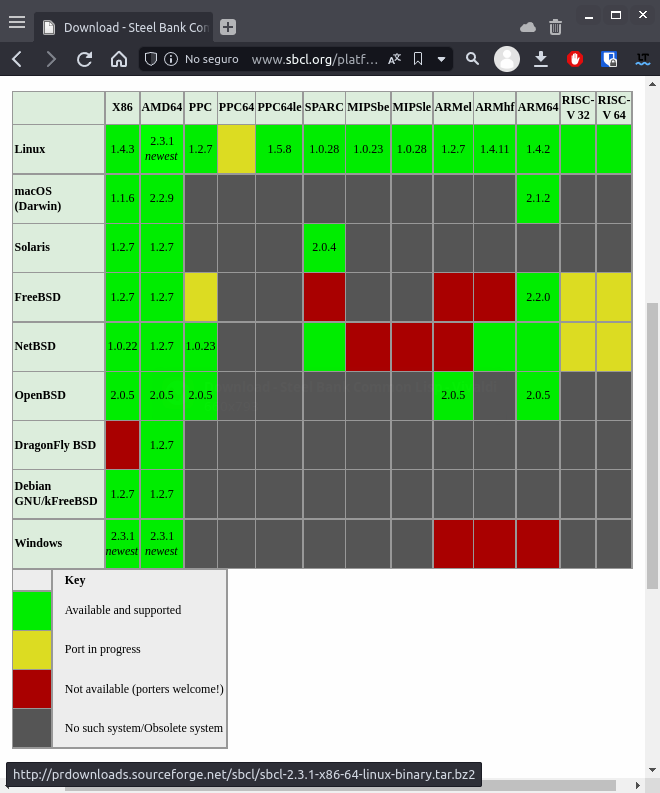 Download - Steel Bank Con
No seguro
www.sbcl.org/platf…
X86 AMD64 PPC PPC64 PPC64le SPARC MIPSbe MIPSle ARMel ARMhf ARM64 RISC-V 32 RISC-V 64
Linux 1.4.3 2.3.1 newest 1.2.7 1.5.8 1.0.28 1.0.23 1.0.28 1.2.7 1.4.11 1.4.2
macOS (Darwin) 1.1.6 2.2.9 2.1.2
Solaris 1.2.7 1.2.7 2.0.4
FreeBSD 1.2.7 1.2.7 2.2.0
NetBSD 1.0.22 1.2.7 1.0.23
OpenBSD 2.0.5 2.0.5 2.0.5 2.0.5 2.0.5
DragonFly BSD 1.2.7
Debian GNU/kFreeBSD 1.2.7 1.2.7
Windows 2.3.1 newest 2.3.1 newest
Key
Available and supported
Port in progress
Not available (porters welcome!)
No such system/Obsolete system
http://prdownloads.sourceforge.net/sbcl/sbcl-2.3.1-x86-64-linux-binary.tar.bz2